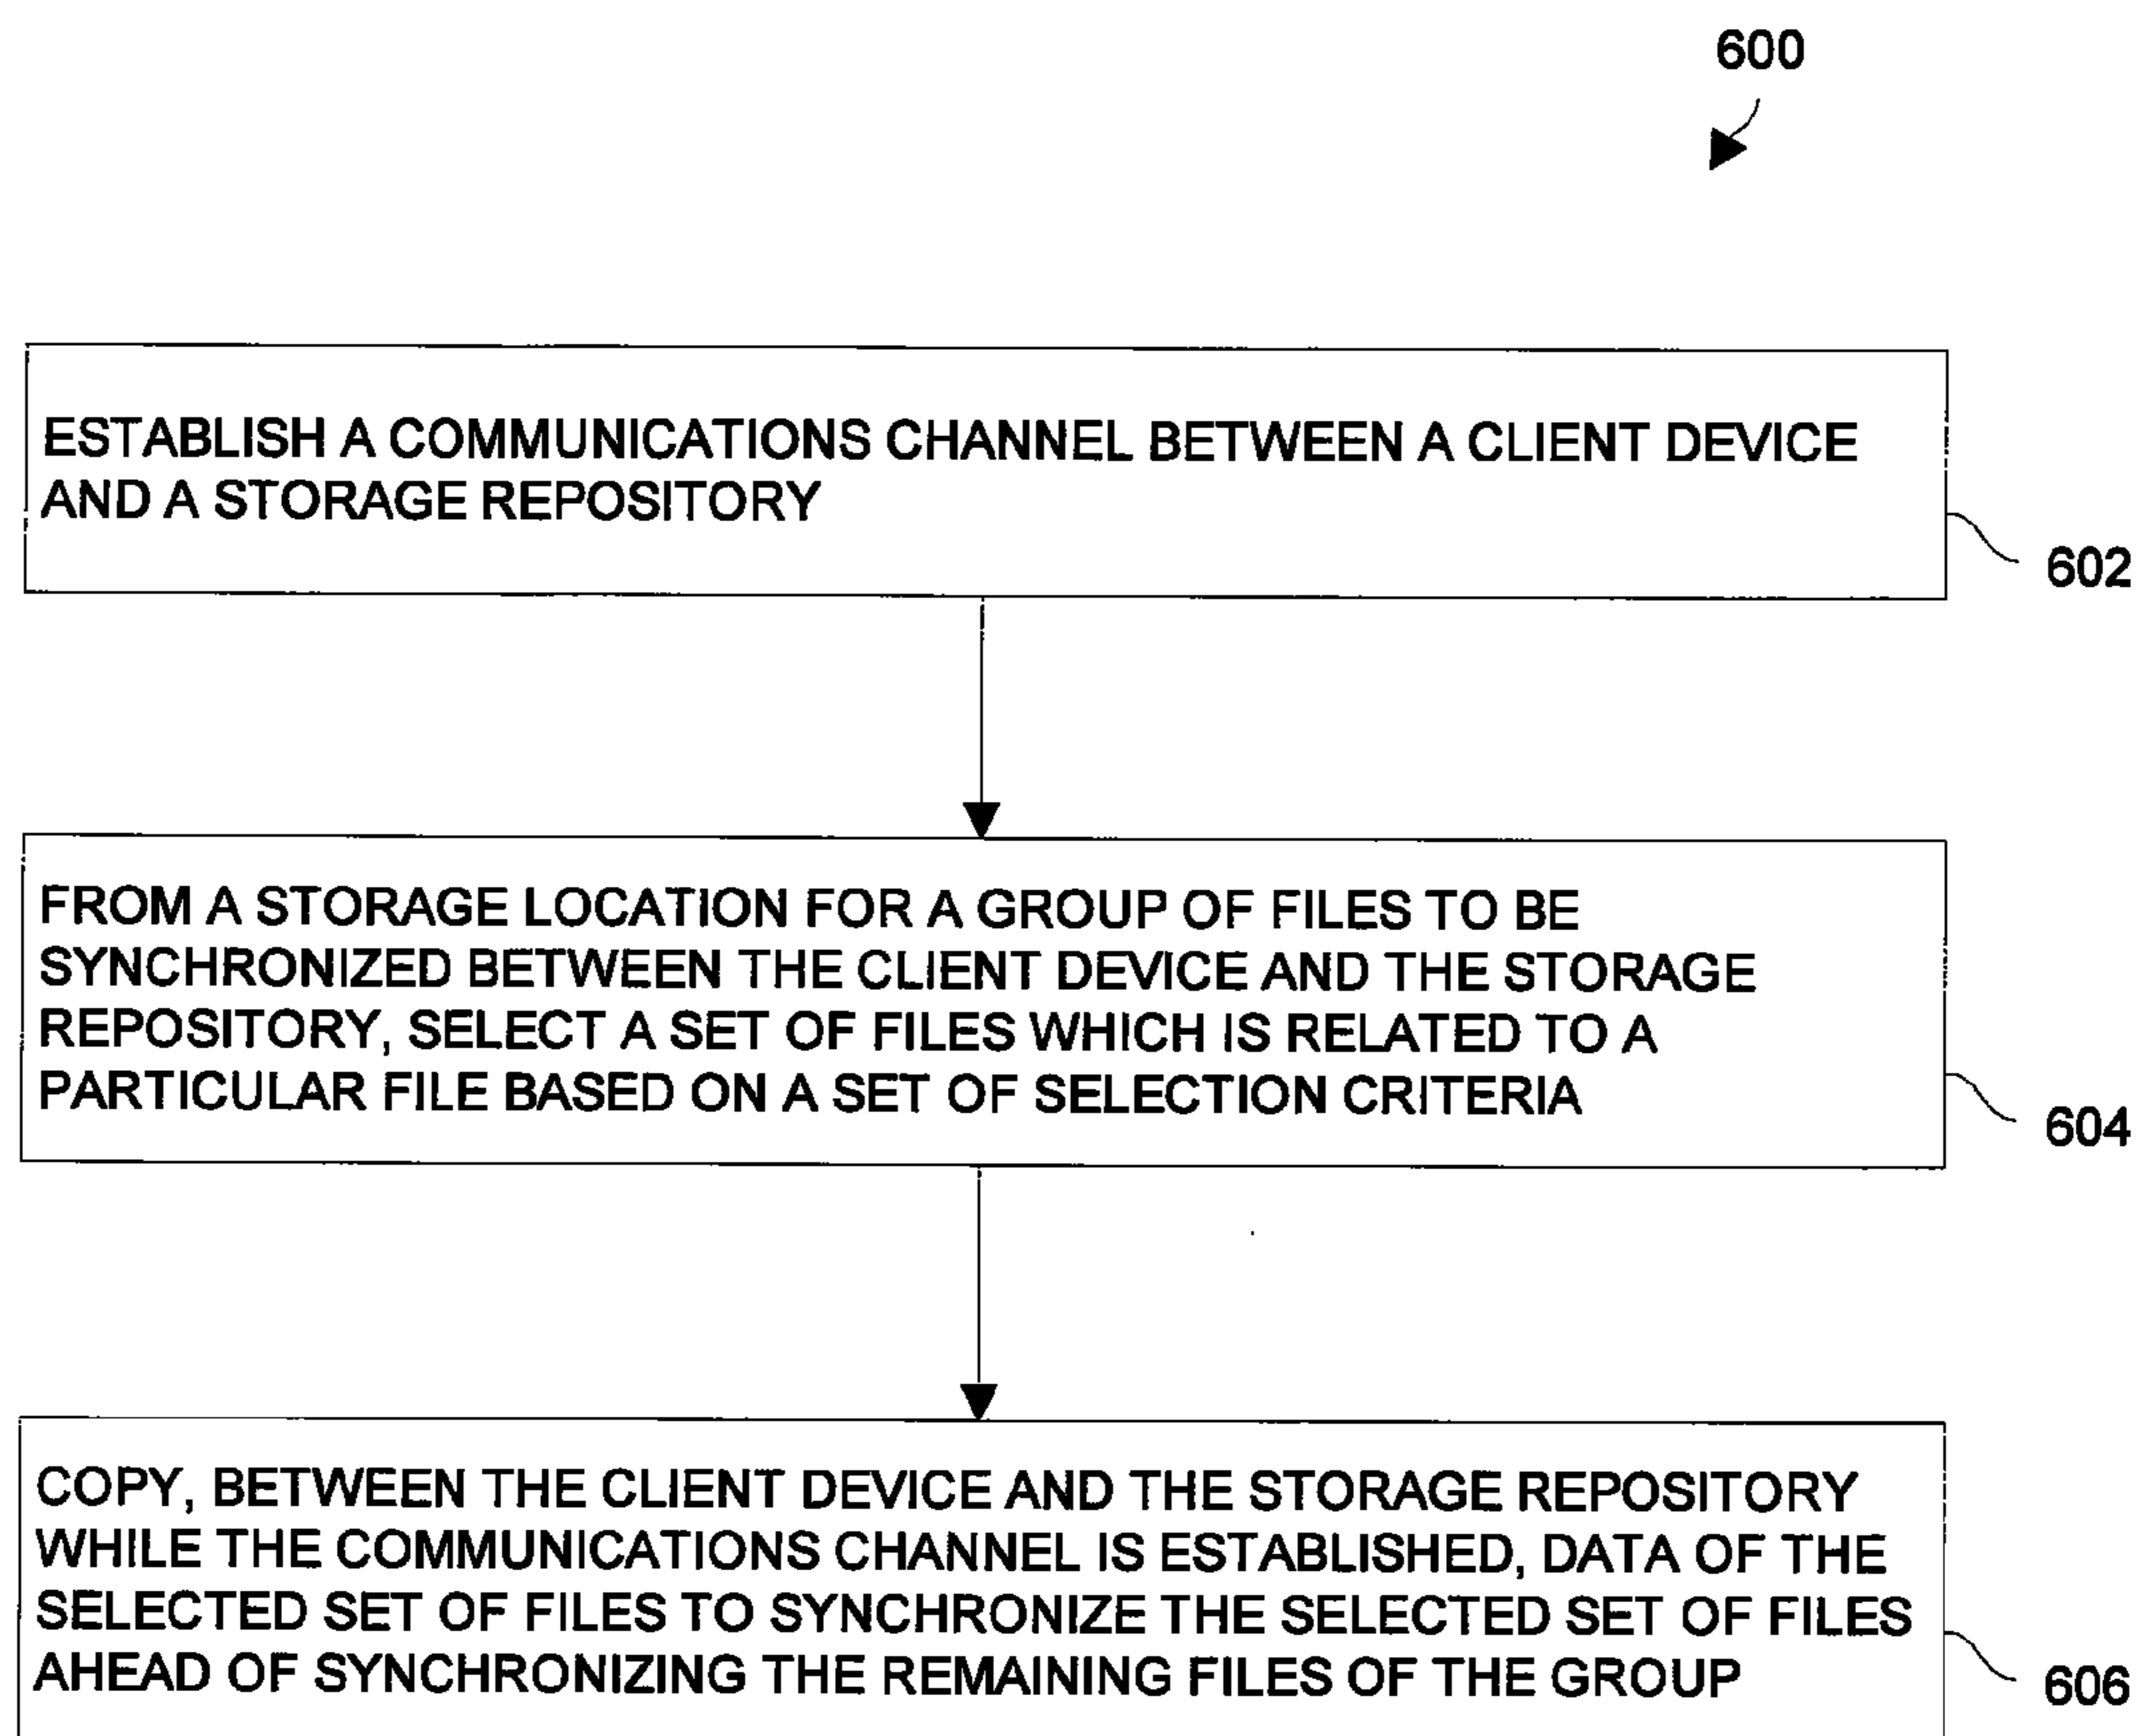 600
ESTABLISH A COMMUNICATIONS CHANNEL BETWEEN A CLIENT DEVICE
AND A STORAGE REPOSITORY
602
FROM A STORAGE LOCATION FOR A GROUP OF FILES TO BE
SYNCHRONIZED BETWEEN THE CLIENT DEVICE AND THE STORAGE
REPOSITORY, SELECT A SET OF FILES WHICH IS RELATED TO A
PARTICULAR FILE BASED ON A SET OF SELECTION CRITERIA
604
COPY, BETWEEN THE CLIENT DEVICE AND THE STORAGE REPOSITORY
WHILE THE COMMUNICATIONS CHANNEL IS ESTABLISHED, DATA OF THE
SELECTED SET OF FILES TO SYNCHRONIZE THE SELECTED SET OF FILES
AHEAD OF SYNCHRONIZING THE REMAINING FILES OF THE GROUP
606